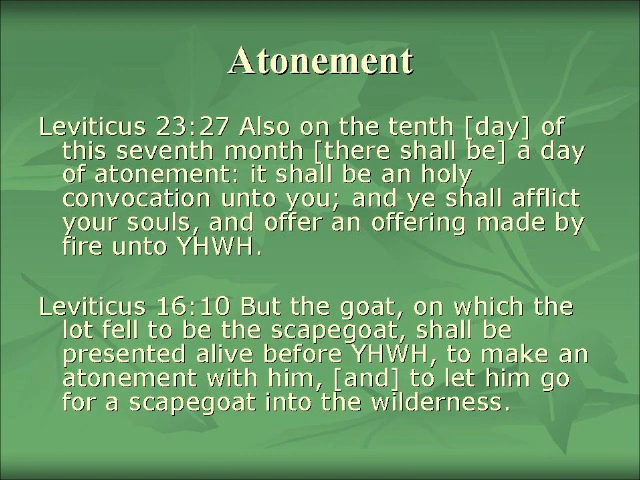 Atonement
Leviticus 23:27 Also on the tenth [day] of
this seventh month [there shall be] a day
of atonement: it shall be an holy
convocation unto you; and ye shall afflict
your souls, and offer an offering made by
fire unto YHWH.
Leviticus 16:10 But the goat, on which the
lot fell to be the scapegoat, shall be
presented alive before YHWH, to make an
atonement with him, [and] to let him go
for a scapegoat into the wilderness.